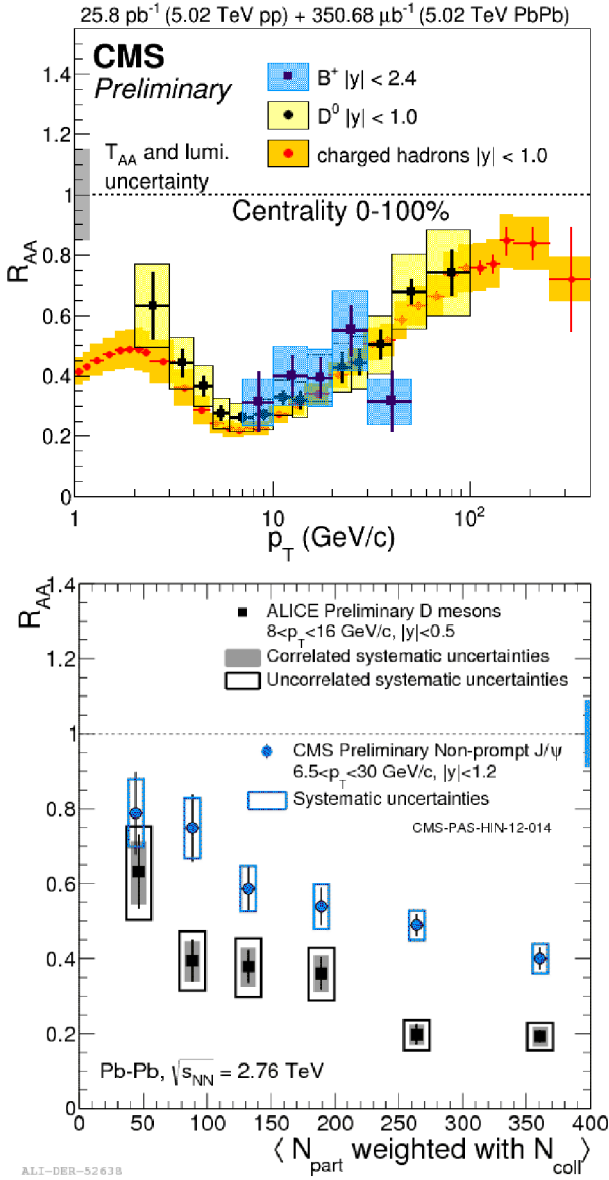 25.8 pb⁻¹ (5.02 TeV pp) + 350.68 μb⁻¹ (5.02 TeV PbPb)
CMS
Preliminary
B⁺ |y| < 2.4
D⁰ |y| < 1.0
charged hadrons |y| < 1.0
T_AA and lumi.
uncertainty
Centrality 0-100%
R_AA
1.4
1.2
1
0.8
0.6
0.4
0.2
0
1 10 10²
p_T (GeV/c)
R_AA
1.4
1.2
1
0.8
0.6
0.4
0.2
0
ALICE Preliminary D mesons
8<p_T<16 GeV/c, |y|<0.5
Correlated systematic uncertainties
Uncorrelated systematic uncertainties
CMS Preliminary Non-prompt J/ψ
6.5<p_T<30 GeV/c, |y|<1.2
Systematic uncertainties
CMS-PAS-HIN-12-014
Pb-Pb, √s_NN = 2.76 TeV
0 50 100 150 200 250 300 350 400
⟨ N_part weighted with N_coll ⟩
ALI-DER-52638